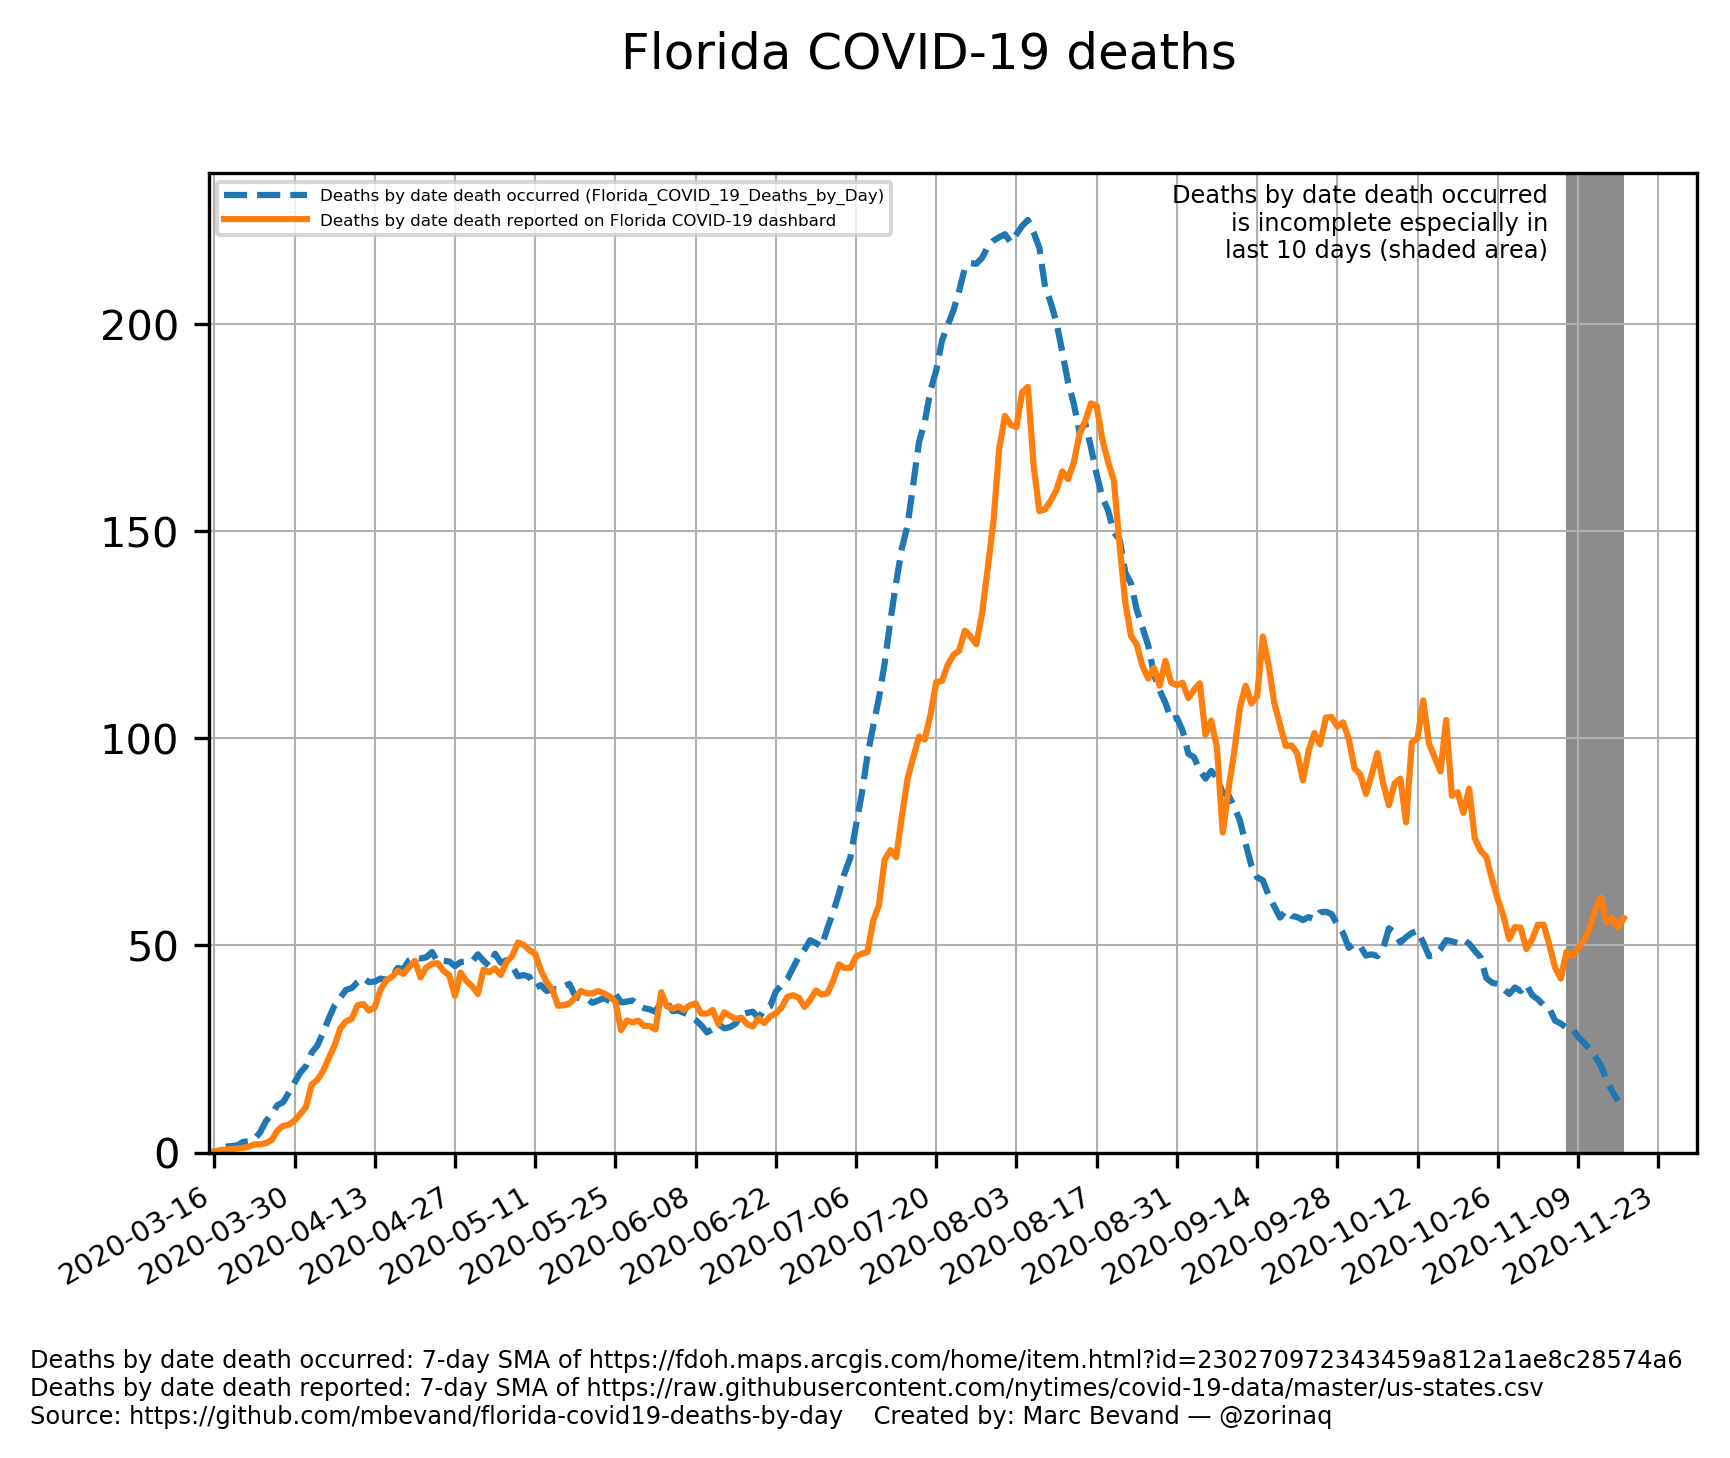 Florida COVID-19 deaths
Deaths by date death occurred (Florida_COVID_19_Deaths_by_Day)
Deaths by date death reported on Florida COVID-19 dashbard
Deaths by date death occurred
is incomplete especially in
last 10 days (shaded area)
200
150
100
50
0
2020-03-16
2020-03-30
2020-04-13
2020-04-27
2020-05-11
2020-05-25
2020-06-08
2020-06-22
2020-07-06
2020-07-20
2020-08-03
2020-08-17
2020-08-31
2020-09-14
2020-09-28
2020-10-12
2020-10-26
2020-11-09
2020-11-23
Deaths by date death occurred: 7-day SMA of https://fdoh.maps.arcgis.com/home/item.html?id=230270972343459a812a1ae8c28574a6
Deaths by date death reported: 7-day SMA of https://raw.githubusercontent.com/nytimes/covid-19-data/master/us-states.csv
Source: https://github.com/mbevand/florida-covid19-deaths-by-day    Created by: Marc Bevand — @zorinaq